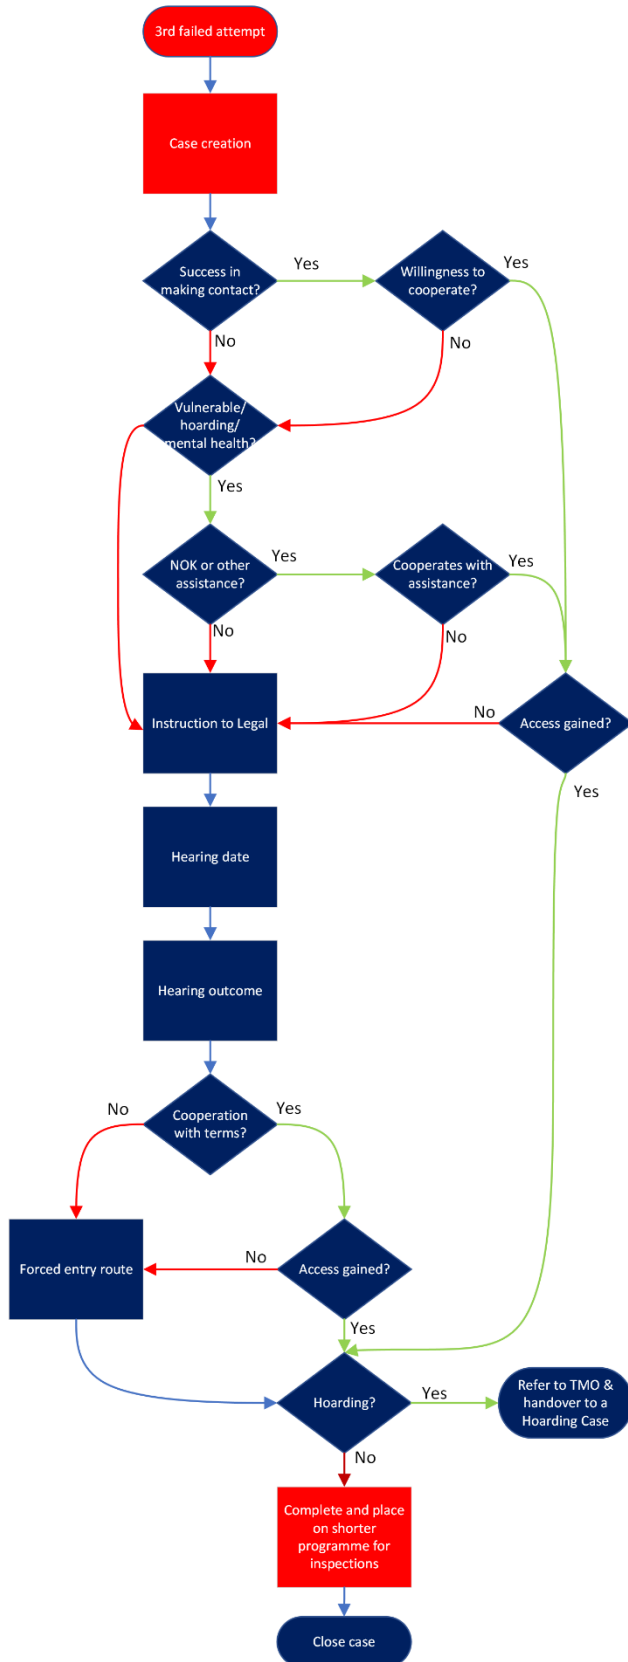 3rd failed attempt
Case creation
Success in
making contact?
Yes
Willingness to
cooperate?
Yes
No
No
Vulnerable/
hoarding/
mental health?
Yes
NOK or other
assistance?
Yes
Cooperates with
assistance?
Yes
No
No
Instruction to Legal
No
Access gained?
Yes
Hearing date
Hearing outcome
No
Cooperation
with terms?
Yes
Forced entry route
No
Access gained?
Yes
Hoarding?
Yes
Refer to TMO &
handover to a
Hoarding Case
No
Complete and place
on shorter
programme for
inspections
Close case